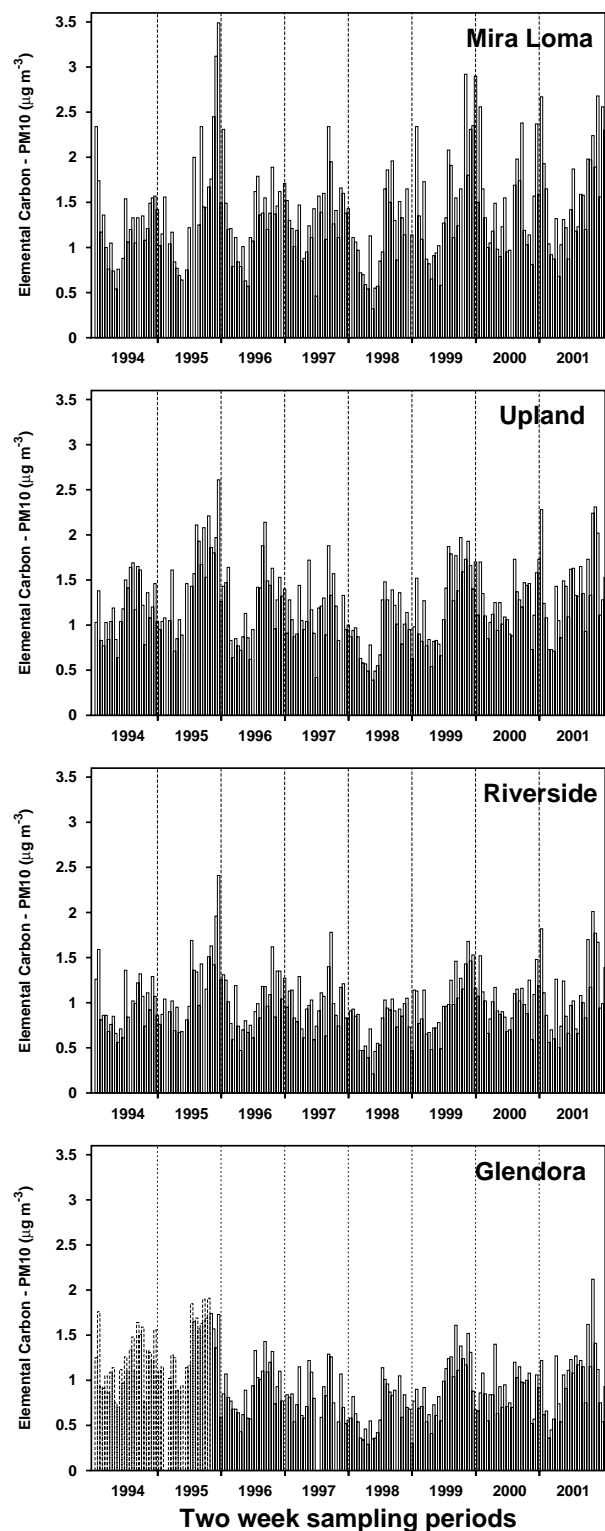 Mira Loma
Elemental Carbon - PM10 (µg m-3)
3.5
3
2.5
2
1.5
1
0.5
0
1994 1995 1996 1997 1998 1999 2000 2001
Upland
Elemental Carbon - PM10 (µg m-3)
3.5
3
2.5
2
1.5
1
0.5
0
1994 1995 1996 1997 1998 1999 2000 2001
Riverside
Elemental Carbon - PM10 (µg m-3)
3.5
3
2.5
2
1.5
1
0.5
0
1994 1995 1996 1997 1998 1999 2000 2001
Glendora
Elemental Carbon - PM10 (µg m-3)
3.5
3
2.5
2
1.5
1
0.5
0
1994 1995 1996 1997 1998 1999 2000 2001
Two week sampling periods